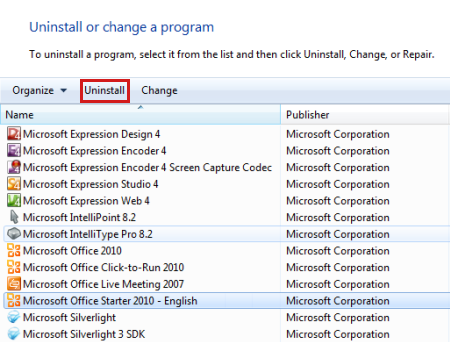 Uninstall or change a program
To uninstall a program, select it from the list and then click Uninstall, Change, or Repair.
Organize Uninstall Change
Name Publisher
Microsoft Expression Design 4 Microsoft Corporation
Microsoft Expression Encoder 4 Microsoft Corporation
Microsoft Expression Encoder 4 Screen Capture Codec Microsoft Corporation
Microsoft Expression Studio 4 Microsoft Corporation
Microsoft Expression Web 4 Microsoft Corporation
Microsoft IntelliPoint 8.2 Microsoft Corporation
Microsoft IntelliType Pro 8.2 Microsoft Corporation
Microsoft Office 2010 Microsoft Corporation
Microsoft Office Click-to-Run 2010 Microsoft Corporation
Microsoft Office Live Meeting 2007 Microsoft Corporation
Microsoft Office Starter 2010 - English Microsoft Corporation
Microsoft Silverlight Microsoft Corporation
Microsoft Silverlight 3 SDK Microsoft Corporation